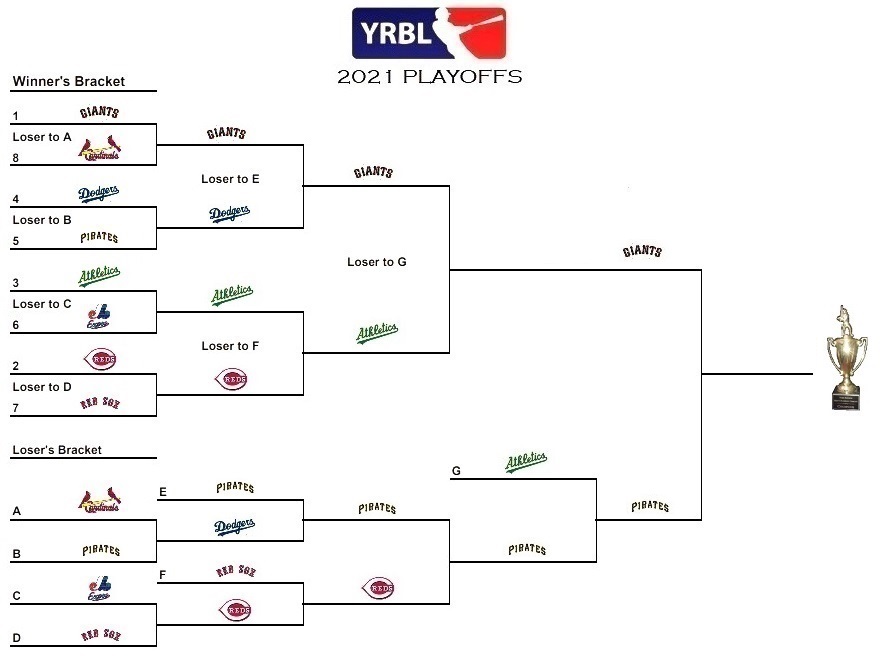 YRBL
2021 PLAYOFFS
Winner's Bracket
1 GIANTS
Loser to A
8 Cardinals
4 Dodgers
Loser to B
5 PIRATES
3 Athletics
Loser to C
6 Expos
2 REDS
Loser to D
7 RED SOX
GIANTS
Loser to E
Dodgers
Athletics
Loser to F
REDS
GIANTS
Loser to G
Athletics
GIANTS
Loser's Bracket
A Cardinals
B PIRATES
C Expos
D RED SOX
E PIRATES
Dodgers
F RED SOX
REDS
PIRATES
REDS
G Athletics
PIRATES
PIRATES